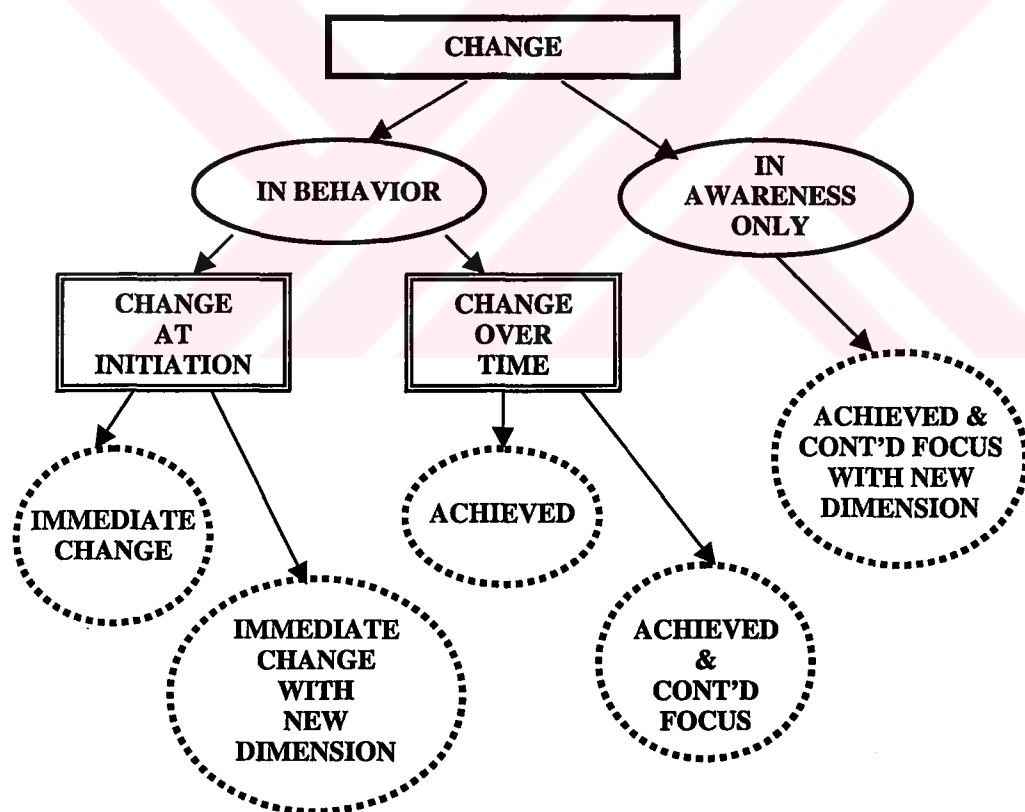 CHANGE
IN BEHAVIOR
IN
AWARENESS
ONLY
CHANGE
AT
INITIATION
CHANGE
OVER
TIME
ACHIEVED &
CONT'D FOCUS
WITH NEW
DIMENSION
IMMEDIATE
CHANGE
ACHIEVED
IMMEDIATE
CHANGE
WITH
NEW
DIMENSION
ACHIEVED
&
CONT'D
FOCUS